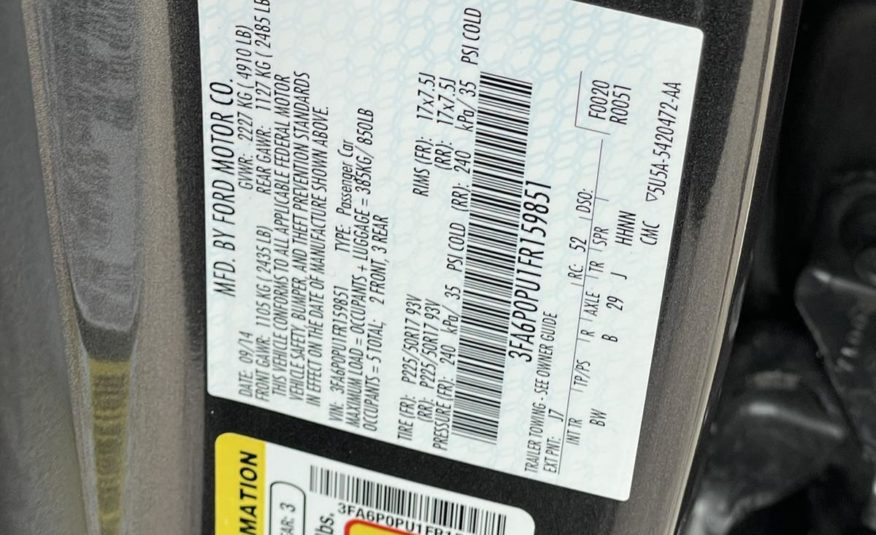 MFD. BY FORD MOTOR CO.
DATE: 09/14 GVWR: 2227 KG ( 4910 LB)
FRONT GAWR: 1105 KG ( 2435 LB) REAR GAWR: 1127 KG ( 2485 LB
THIS VEHICLE CONFORMS TO ALL APPLICABLE FEDERAL MOTOR
VEHICLE SAFETY, BUMPER, AND THEFT PREVENTION STANDARDS
IN EFFECT ON THE DATE OF MANUFACTURE SHOWN ABOVE.
VIN: 3FA6P0PU1FR159851 TYPE: Passenger Car
MAXIMUM LOAD = OCCUPANTS + LUGGAGE = 385KG/ 850LB
OCCUPANTS = 5 TOTAL; 2 FRONT, 3 REAR
TIRE (FR): P225/50R17 93V RIMS (FR): 17x7.5J
(RR): P225/50R17 93V (RR): 17x7.5J
PRESSURE (FR): 240 kPa/ 35 PSI COLD (RR): 240 kPa/ 35 PSI COLD
3FA6P0PU1FR159851
TRAILER TOWING - SEE OWNER GUIDE
EXT PNT: J7 RC: 52 DSO: F0020
R0051
INT TR TP/PS R AXLE TR SPR
BW B 29 J HHNN
CMC ▽5U5A-5420472-AA
MATION
TAR: 3
lbs.
3FA6P0PU1FR15